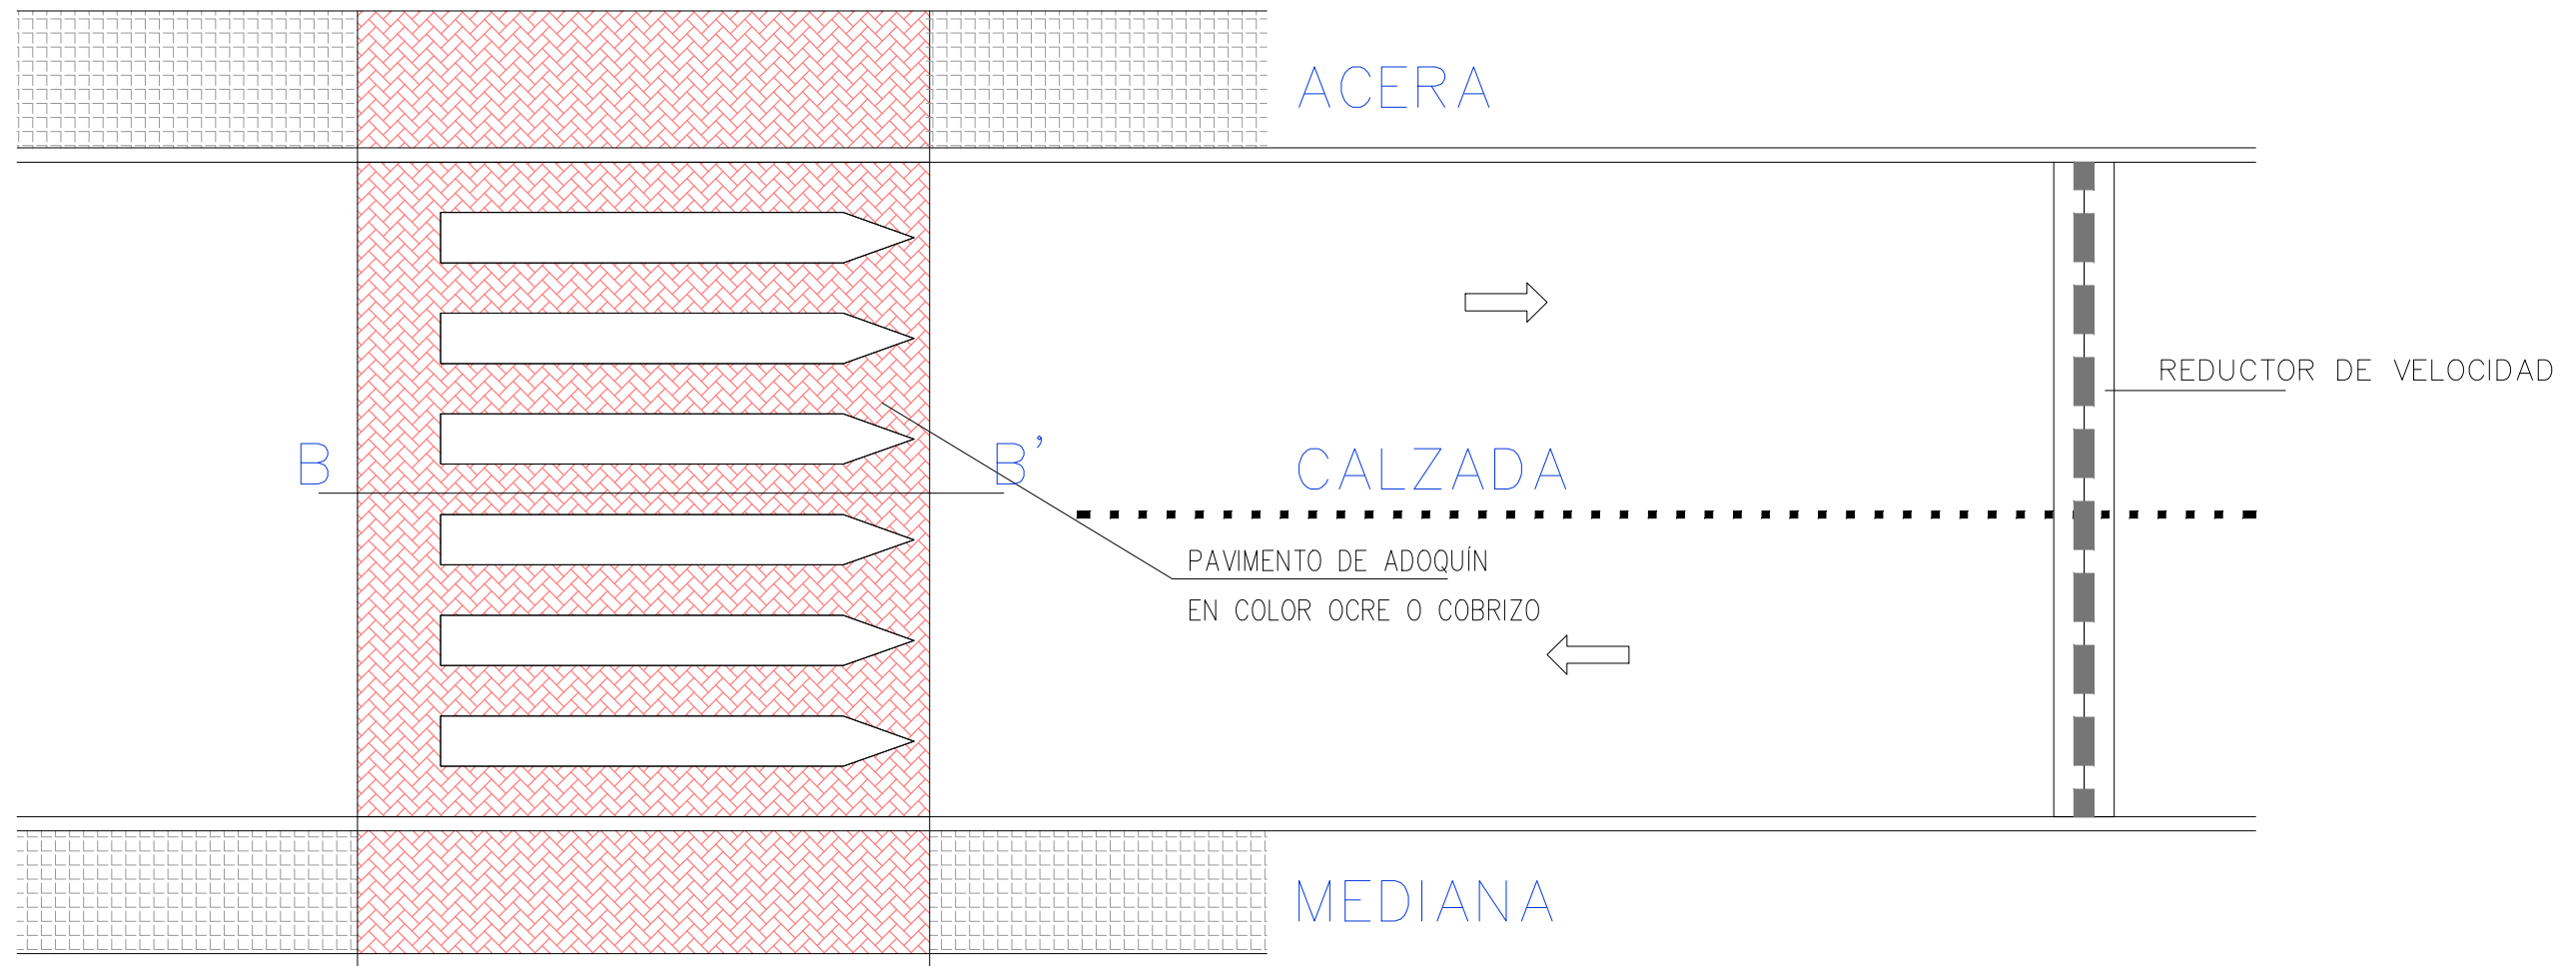 ACERA
REDUCTOR DE VELOCIDAD
B
B'
CALZADA
PAVIMENTO DE ADOQUÍN
EN COLOR OCRE O COBRIZO
MEDIANA